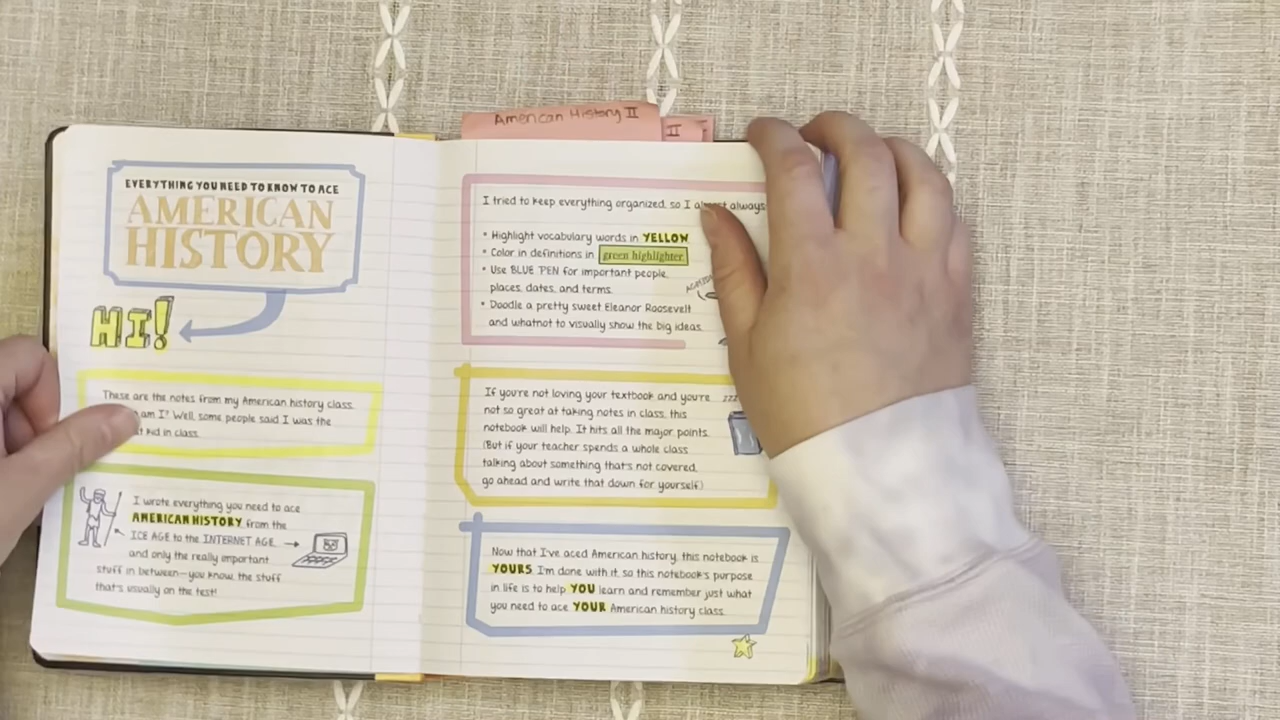 American History II
II
EVERYTHING YOU NEED TO KNOW TO ACE
AMERICAN
HISTORY
HI!
These are the notes from my American history class.
am I? Well, some people said I was the
kid in class.
I wrote everything you need to ace
AMERICAN HISTORY from the
ICE AGE to the INTERNET AGE,
and only the really important
stuff in between—you know, the stuff
that's usually on the test!
I tried to keep everything organized, so I almost always:
• Highlight vocabulary words in YELLOW.
• Color in definitions in green highlighter.
• Use BLUE PEN for important people,
places, dates, and terms.
• Doodle a pretty sweet Eleanor Roosevelt
and whatnot to visually show the big ideas.
If you're not loving your textbook and you're
not so great at taking notes in class, this
notebook will help. It hits all the major points.
(But if your teacher spends a whole class
talking about something that's not covered,
go ahead and write that down for yourself.)
zzz
Now that I've aced American history, this notebook is
YOURS. I'm done with it, so this notebook's purpose
in life is to help YOU learn and remember just what
you need to ace YOUR American history class.